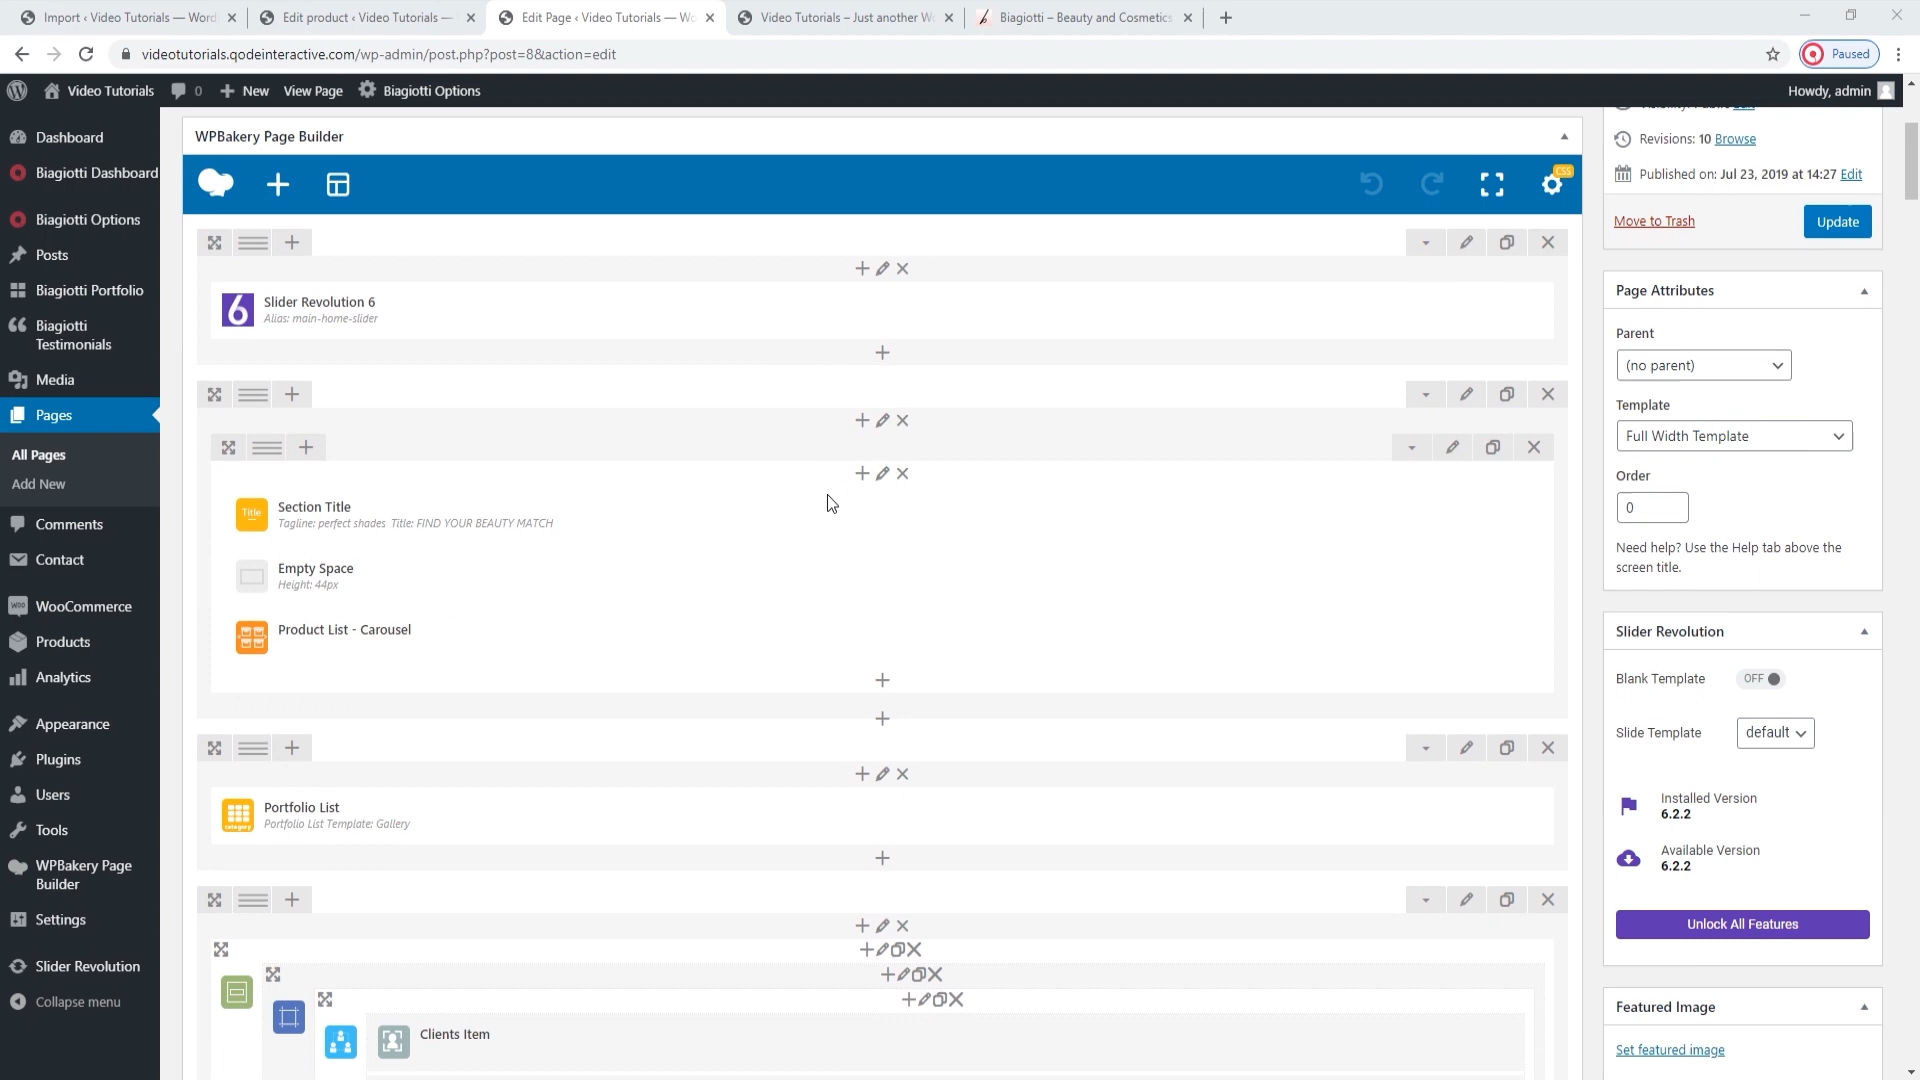 Import ‹ Video Tutorials — Word
Edit product ‹ Video Tutorials —
Edit Page ‹ Video Tutorials — Wo
Video Tutorials – Just another Wo
Biagiotti – Beauty and Cosmetics
videotutorials.qodeinteractive.com/wp-admin/post.php?post=8&action=edit
Paused
Video Tutorials
0
New
View Page
Biagiotti Options
Howdy, admin
Dashboard
Biagiotti Dashboard
Biagiotti Options
Posts
Biagiotti Portfolio
Biagiotti
Testimonials
Media
Pages
All Pages
Add New
Comments
Contact
WooCommerce
Products
Analytics
Appearance
Plugins
Users
Tools
WPBakery Page
Builder
Settings
Slider Revolution
Collapse menu
WPBakery Page Builder
CSS
6
Slider Revolution 6
Alias: main-home-slider
Title
Section Title
Tagline: perfect shades Title: FIND YOUR BEAUTY MATCH
Empty Space
Height: 44px
Product List - Carousel
category
Portfolio List
Portfolio List Template: Gallery
Clients Item
Revisions: 10 Browse
Published on: Jul 23, 2019 at 14:27 Edit
Move to Trash
Update
Page Attributes
Parent
(no parent)
Template
Full Width Template
Order
0
Need help? Use the Help tab above the
screen title.
Slider Revolution
Blank Template
OFF
Slide Template
default
Installed Version
6.2.2
Available Version
6.2.2
Unlock All Features
Featured Image
Set featured image